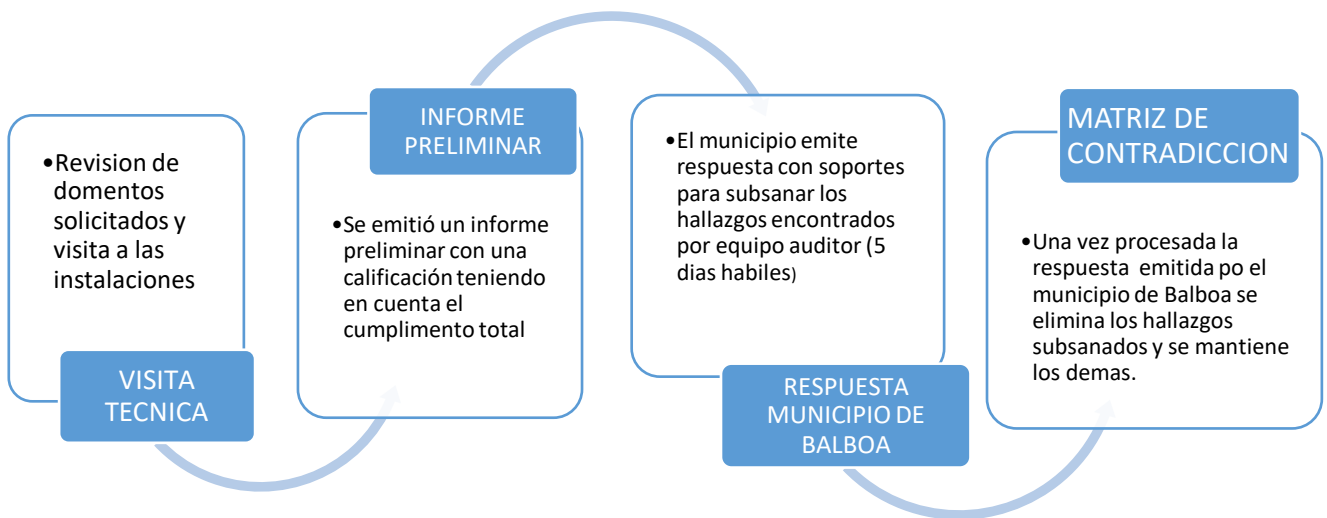 •Revision de
domentos
solicitados y
visita a las
instalaciones
VISITA
TECNICA
INFORME
PRELIMINAR
•Se emitió un informe
preliminar con una
calificación teniendo
en cuenta el
cumplimento total
•El municipio emite
respuesta con soportes
para subsanar los
hallazgos encontrados
por equipo auditor (5
dias habiles)
RESPUESTA
MUNICIPIO DE
BALBOA
MATRIZ DE
CONTRADICCION
•Una vez procesada la
respuesta emitida po el
municipio de Balboa se
elimina los hallazgos
subsanados y se mantiene
los demas.